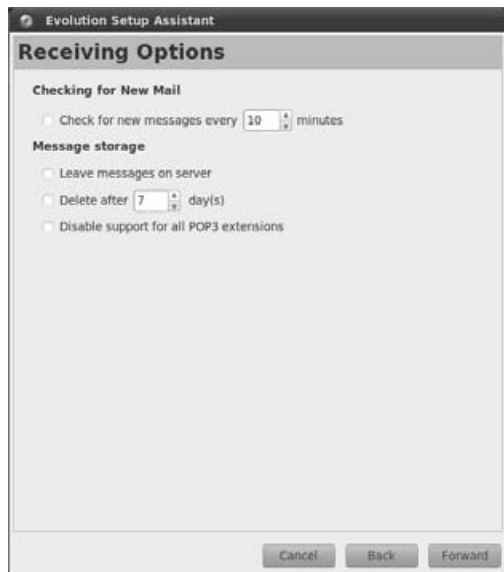 Evolution Setup Assistant
Receiving Options
Checking for New Mail
Check for new messages every 10 minutes
Message storage
Leave messages on server
Delete after 7 day(s)
Disable support for all POP3 extensions
Cancel Back Forward